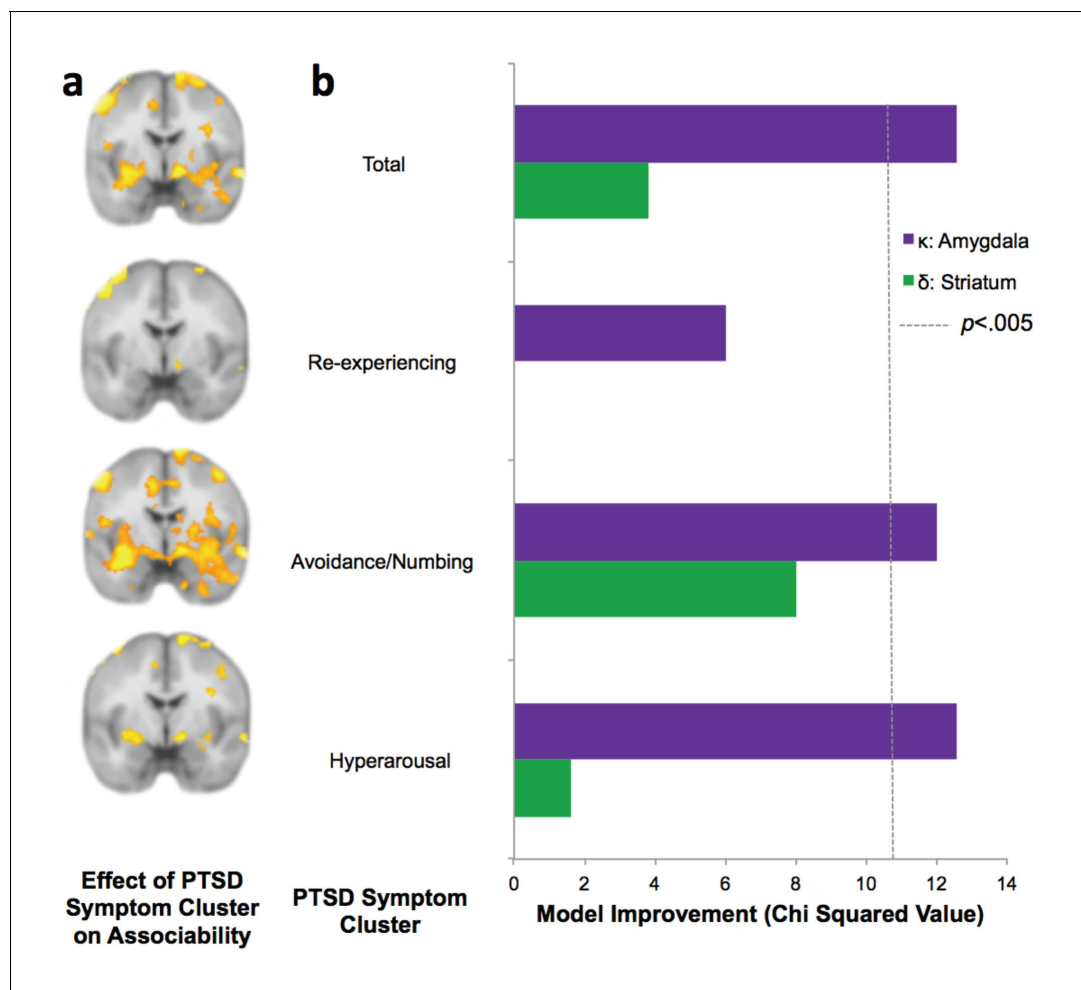 a
b
Total
κ: Amygdala
δ: Striatum
p<.005
Re-experiencing
Avoidance/Numbing
Hyperarousal
0 2 4 6 8 10 12 14
Effect of PTSD
Symptom Cluster
on Associability
PTSD Symptom
Cluster
Model Improvement (Chi Squared Value)